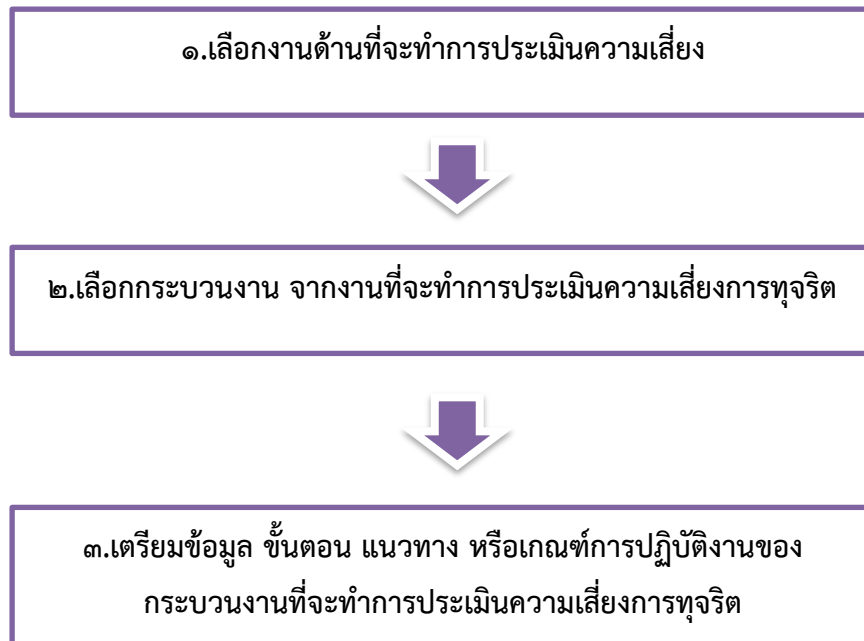 ๑.เลือกงานด้านที่จะทำการประเมินความเสี่ยง
๒.เลือกกระบวนงาน จากงานที่จะทำการประเมินความเสี่ยงการทุจริต
๓.เตรียมข้อมูล ขั้นตอน แนวทาง หรือเกณฑ์การปฏิบัติงานของ
กระบวนงานที่จะทำการประเมินความเสี่ยงการทุจริต